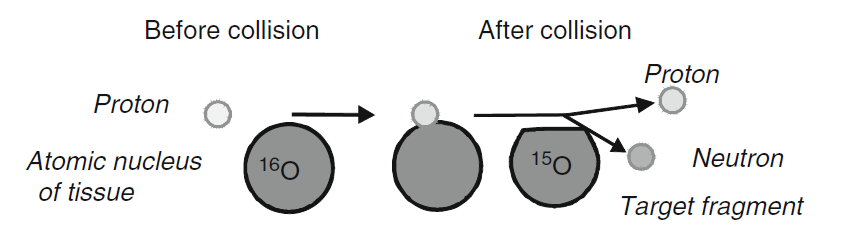 Before collision
After collision
Proton
Proton
Atomic nucleus
of tissue
¹⁶O
¹⁵O
Neutron
Target fragment